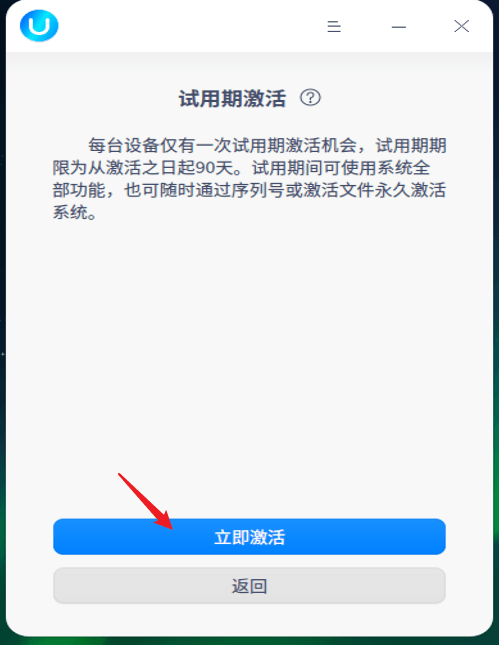 试用期激活
每台设备仅有一次试用期激活机会，试用期期
限为从激活之日起90天。试用期间可使用系统全
部功能，也可随时通过序列号或激活文件永久激活
系统。
立即激活
返回